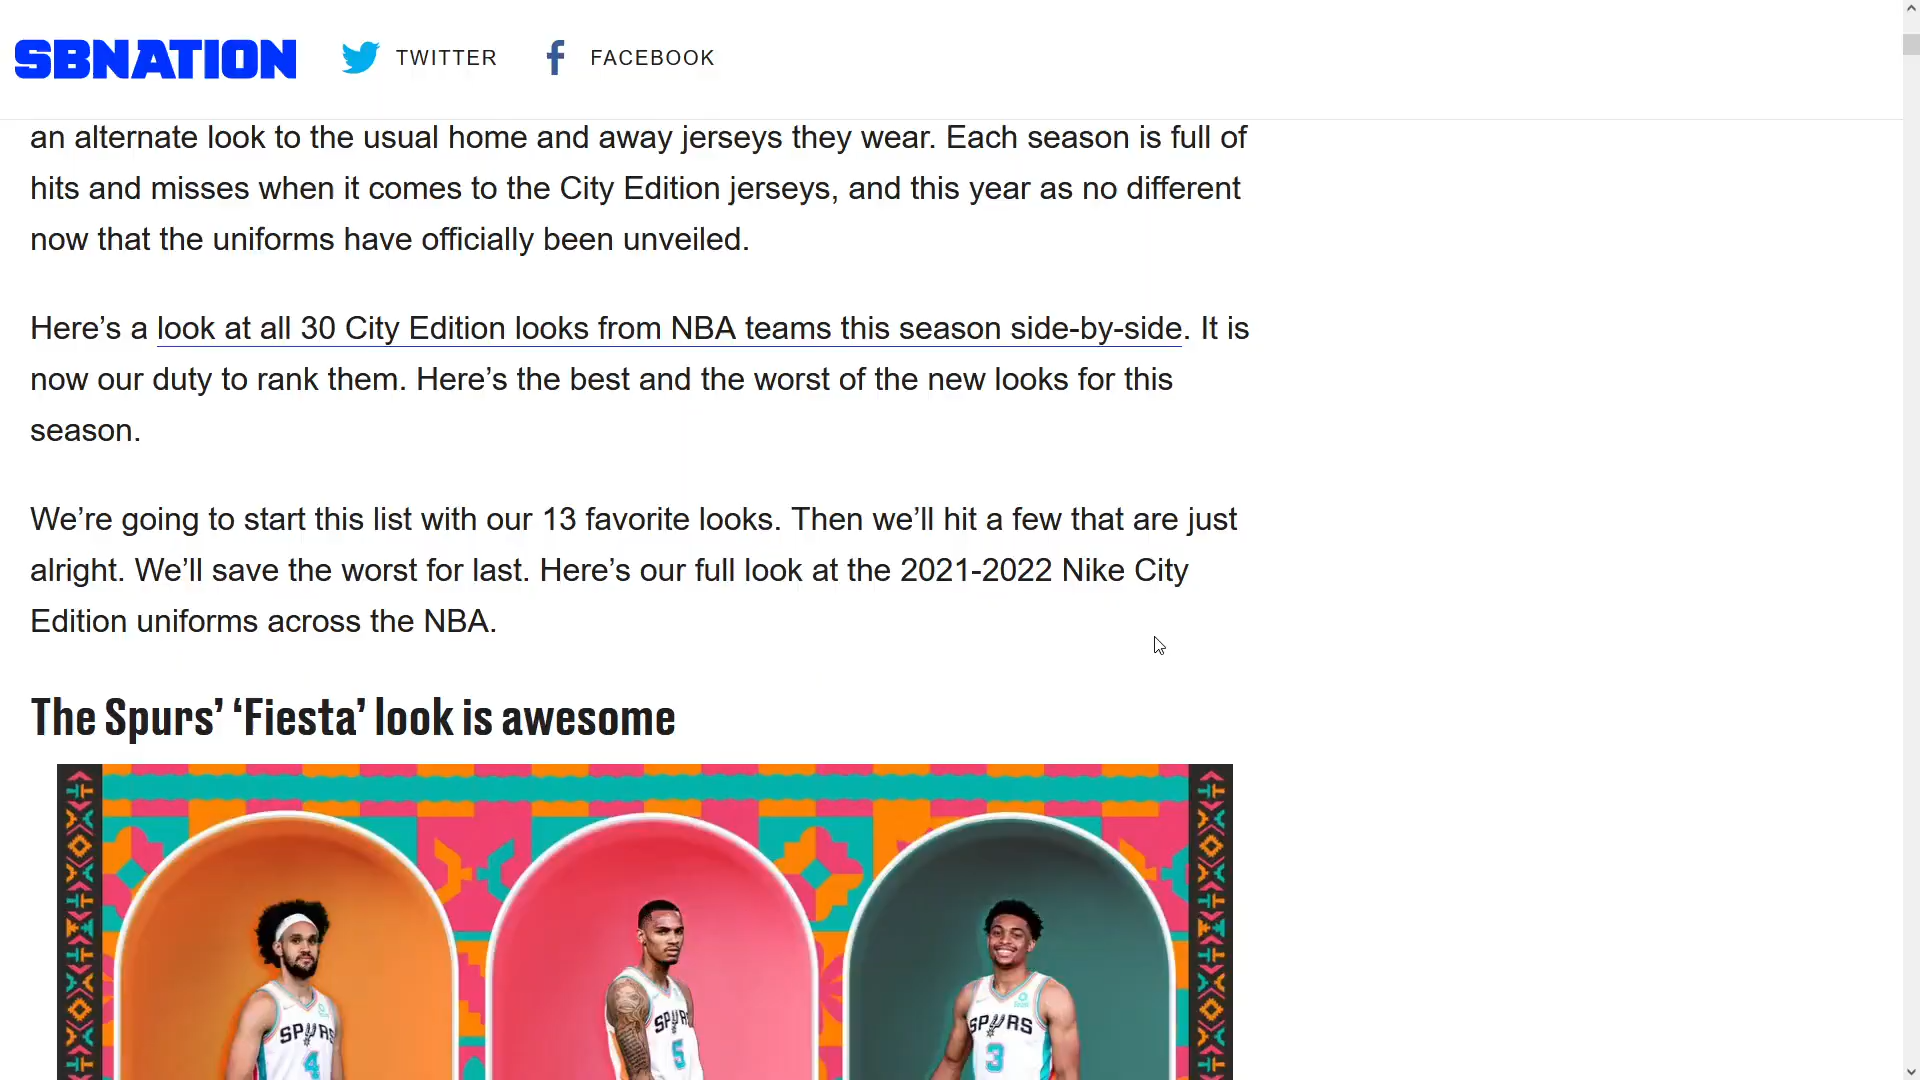 SBNATION TWITTER FACEBOOK
an alternate look to the usual home and away jerseys they wear. Each season is full of
hits and misses when it comes to the City Edition jerseys, and this year as no different
now that the uniforms have officially been unveiled.
Here’s a look at all 30 City Edition looks from NBA teams this season side-by-side. It is
now our duty to rank them. Here’s the best and the worst of the new looks for this
season.
We’re going to start this list with our 13 favorite looks. Then we’ll hit a few that are just
alright. We’ll save the worst for last. Here’s our full look at the 2021-2022 Nike City
Edition uniforms across the NBA.
The Spurs’ ‘Fiesta’ look is awesome
SPURS SPURS SPURS
4 5 3